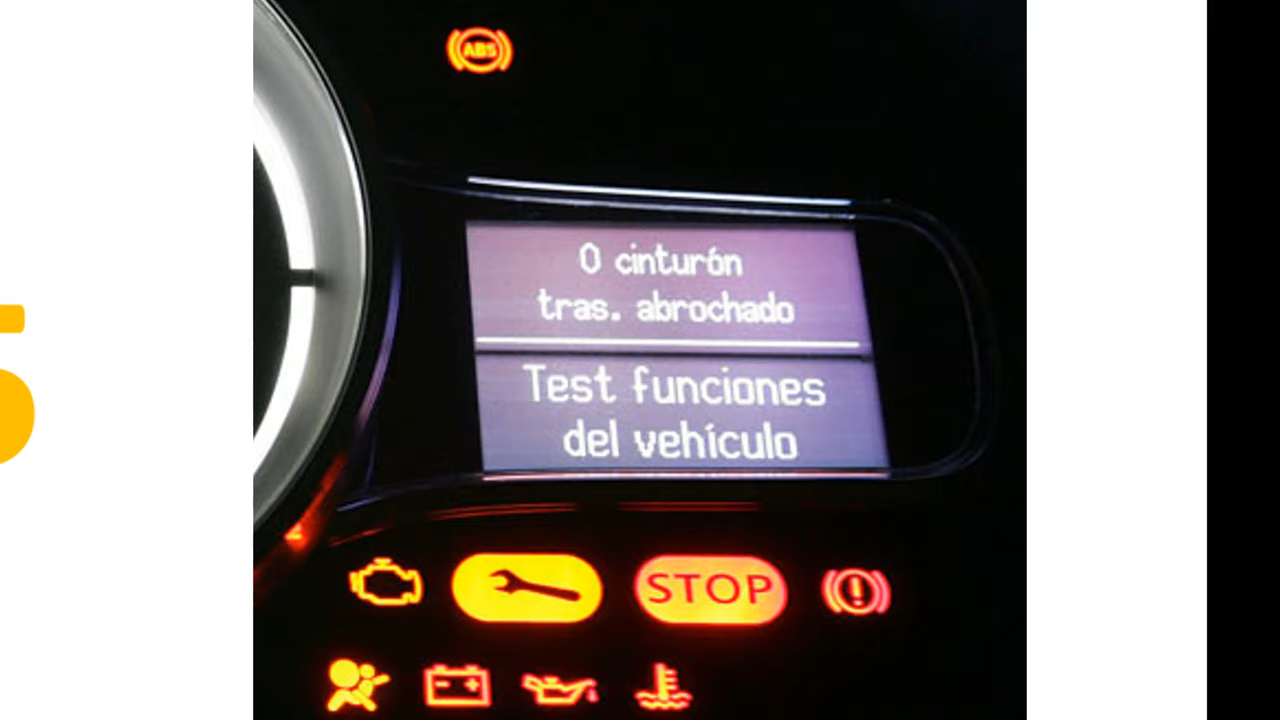 ABS
0 cinturón
tras. abrochado
Test funciones
del vehículo
STOP